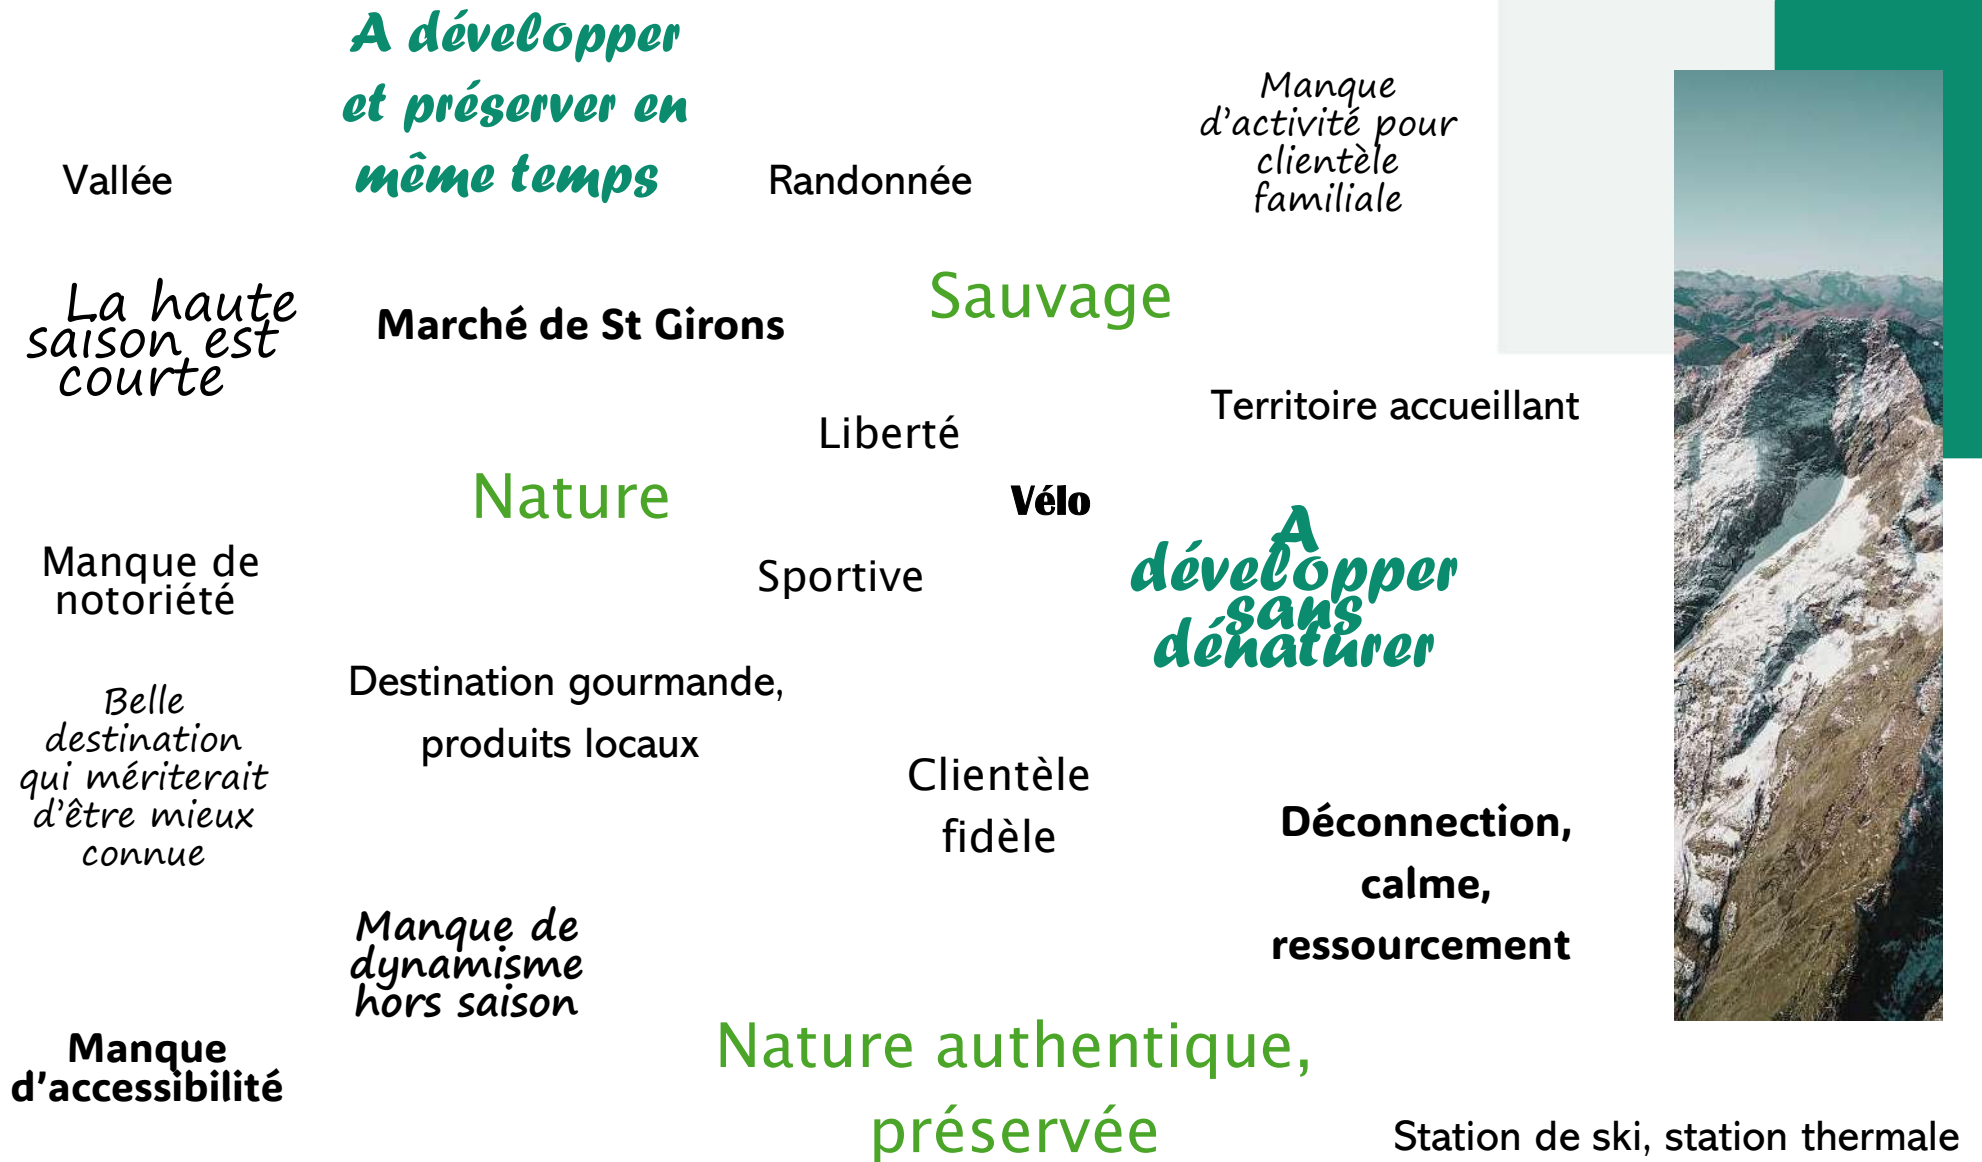 A développer
et préserver en
même temps
Manque
d'activité pour
clientèle
familiale
Vallée
Randonnée
La haute
saison est
courte
Marché de St Girons
Sauvage
Territoire accueillant
Liberté
Nature
Vélo
A
développer
sans
dénaturer
Manque de
notoriété
Sportive
Destination gourmande,
produits locaux
Belle
destination
qui mériterait
d'être mieux
connue
Clientèle
fidèle
Déconnection,
calme,
ressourcement
Manque de
dynamisme
hors saison
Manque
d'accessibilité
Nature authentique,
préservée
Station de ski, station thermale